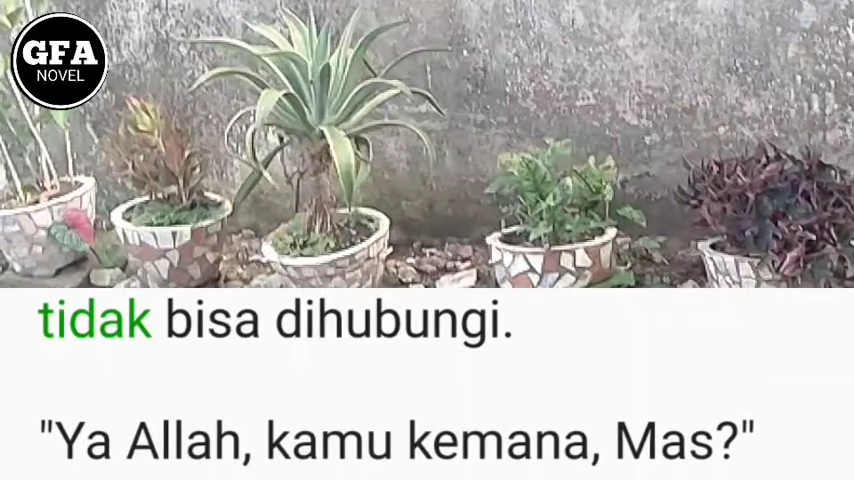 GFA
NOVEL
tidak bisa dihubungi.
"Ya Allah, kamu kemana, Mas?"